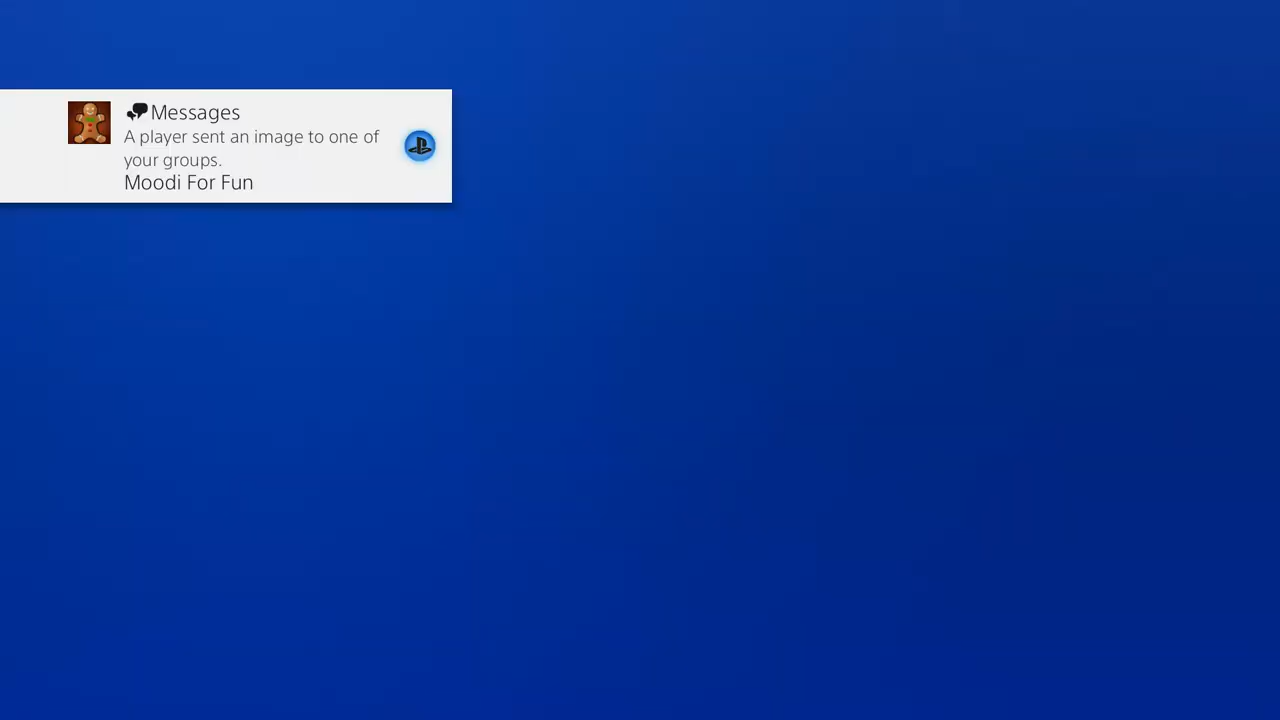 Messages
A player sent an image to one of
your groups.
Moodi For Fun